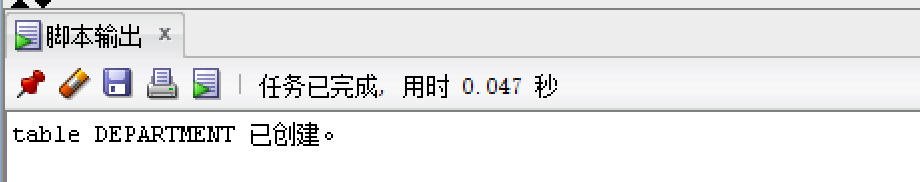 脚本输出 x
任务已完成, 用时 0.047 秒
table DEPARTMENT 已创建。